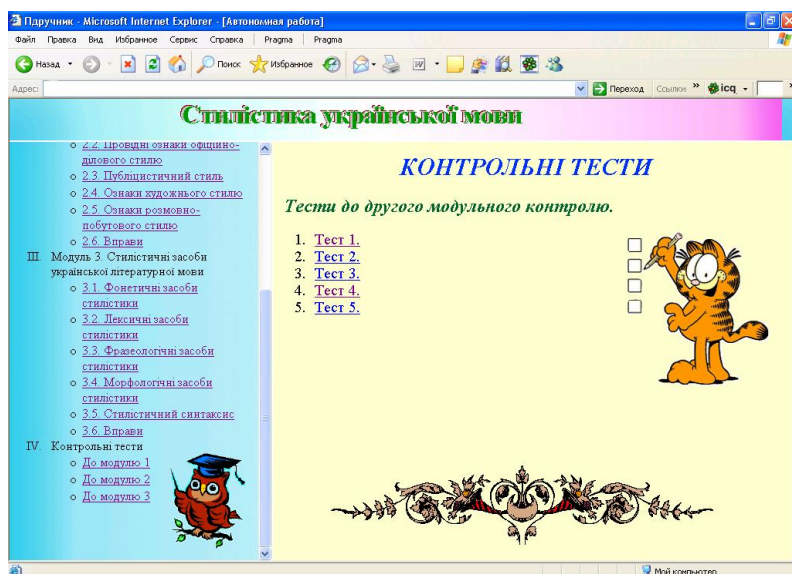 Підручник - Microsoft Internet Explorer - [Автономная работа]
Файл Правка Вид Избранное Сервис Справка Pragma Pragma
Назад Поиск Избранное
Адрес: Переход Ссылки » icq
Стилістика української мови
2.2. Провідні ознаки офіційно-
ділового стилю
2.3. Публіцистичний стиль
2.4. Ознаки художнього стилю
2.5. Ознаки розмовно-
побутового стилю
2.6. Вправи
III. Модуль 3. Стилістичні засоби
української літературної мови
3.1. Фонетичні засоби
стилістики
3.2. Лексичні засоби
стилістики
3.3. Фразеологічні засоби
стилістики
3.4. Морфологічні засоби
стилістики
3.5. Стилістичний синтаксис
3.6. Вправи
IV. Контрольні тести
До модулю 1
До модулю 2
До модулю 3
КОНТРОЛЬНІ ТЕСТИ
Тести до другого модульного контролю.
1. Тест 1.
2. Тест 2.
3. Тест 3.
4. Тест 4.
5. Тест 5.
Мой компьютер